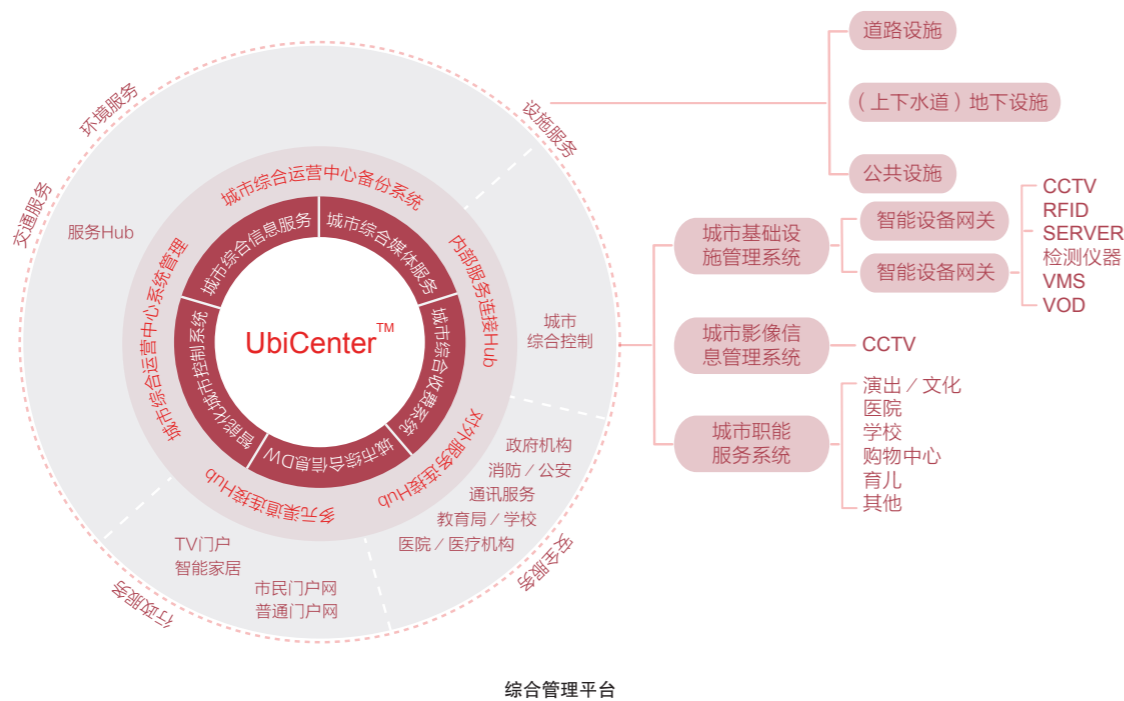 环境服务
交通服务
设施服务
安全服务
行政服务
服务Hub
城市综合运营中心备份系统
城市综合运营中心系统管理
内部服务连接Hub
对外服务连接Hub
多元渠道连接Hub
城市综合信息服务
城市综合媒体服务
城市综合收费系统
城市综合信息DW
智能化城市控制系统
UbiCenter™
城市
综合控制
政府机构
消防／公安
通讯服务
教育局／学校
医院／医疗机构
TV门户
智能家居
市民门户网
普通门户网
道路设施
（上下水道）地下设施
公共设施
城市基础设
施管理系统
智能设备网关
智能设备网关
CCTV
RFID
SERVER
检测仪器
VMS
VOD
城市影像信
息管理系统
CCTV
城市职能
服务系统
演出／文化
医院
学校
购物中心
育儿
其他
综合管理平台